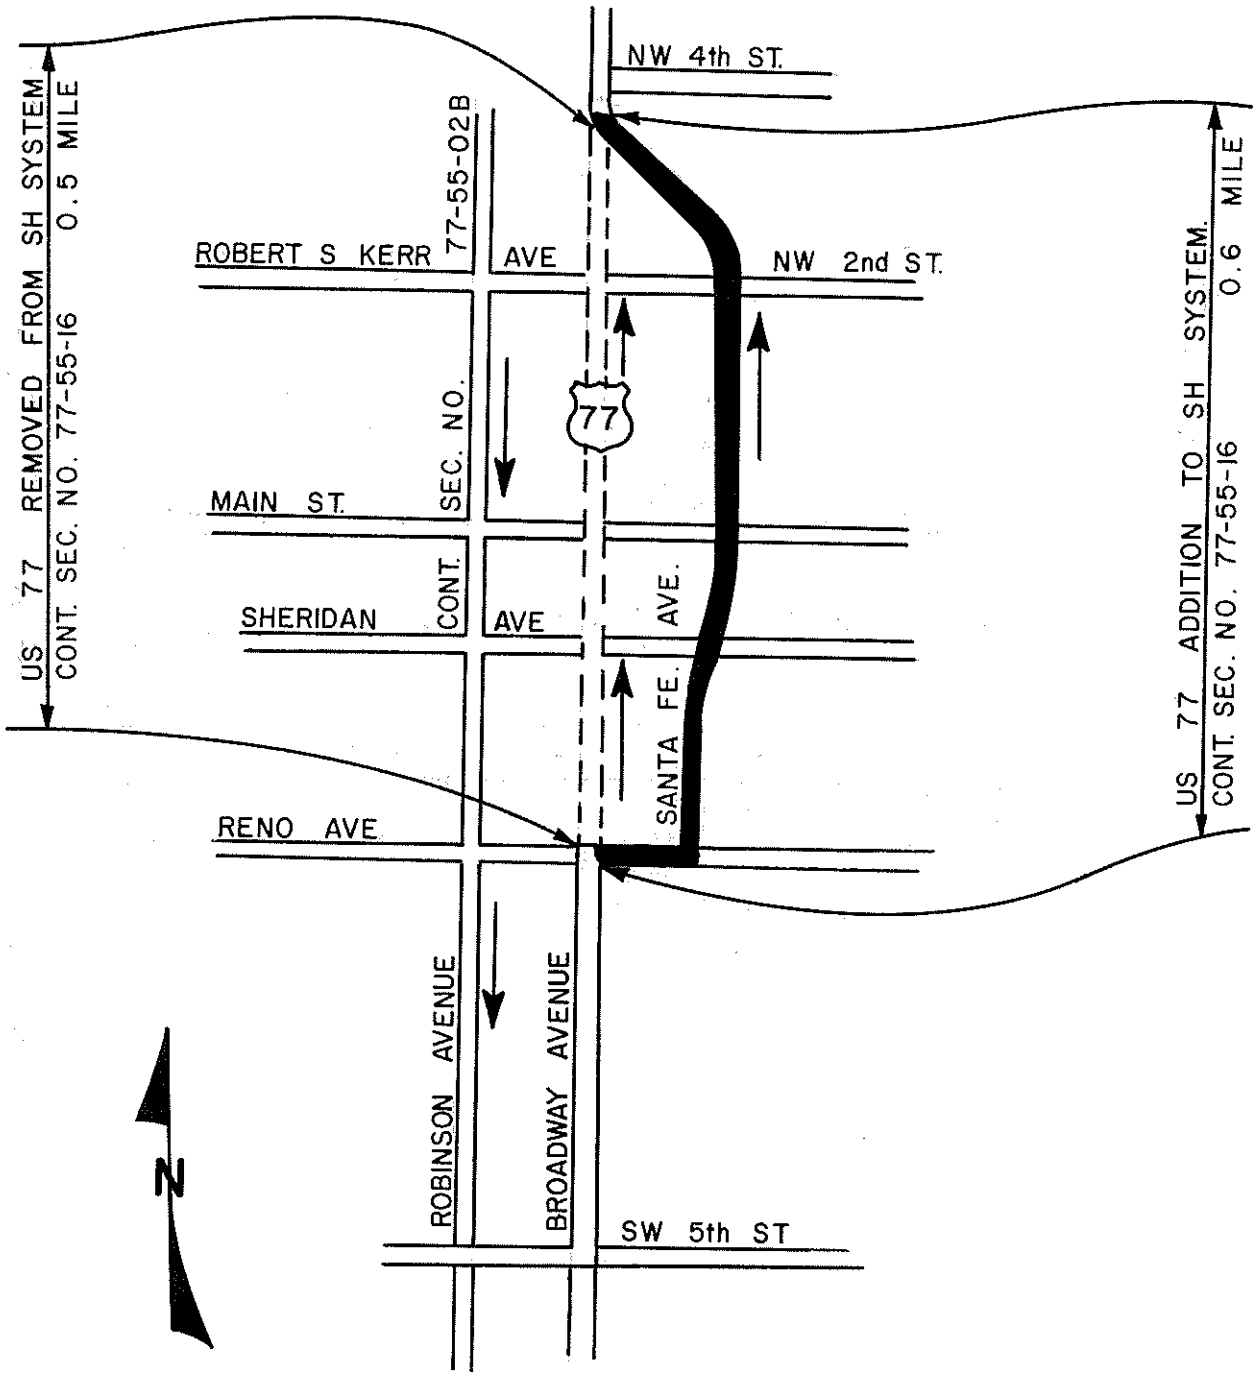 NW 4th ST.
US 77 REMOVED FROM SH SYSTEM
CONT. SEC. NO. 77-55-16 0.5 MILE
CONT. SEC. NO. 77-55-02B
US 77 ADDITION TO SH SYSTEM.
CONT. SEC. NO. 77-55-16 0.6 MILE
ROBERT S KERR AVE
NW 2nd ST.
77
MAIN ST.
SHERIDAN AVE
SANTA FE. AVE.
RENO AVE
ROBINSON AVENUE
BROADWAY AVENUE
N
SW 5th ST